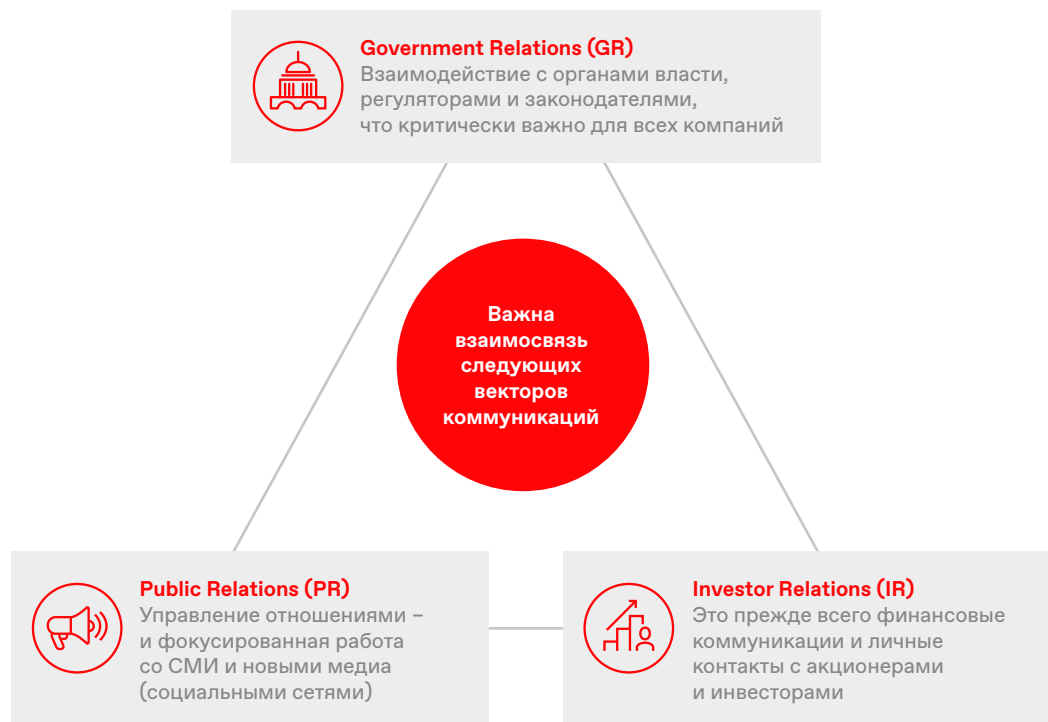 Government Relations (GR)
Взаимодействие с органами власти,
регуляторами и законодателями,
что критически важно для всех компаний
Важна
взаимосвязь
следующих
векторов
коммуникаций
Public Relations (PR)
Управление отношениями –
и фокусированная работа
со СМИ и новыми медиа
(социальными сетями)
Investor Relations (IR)
Это прежде всего финансовые
коммуникации и личные
контакты с акционерами
и инвесторами